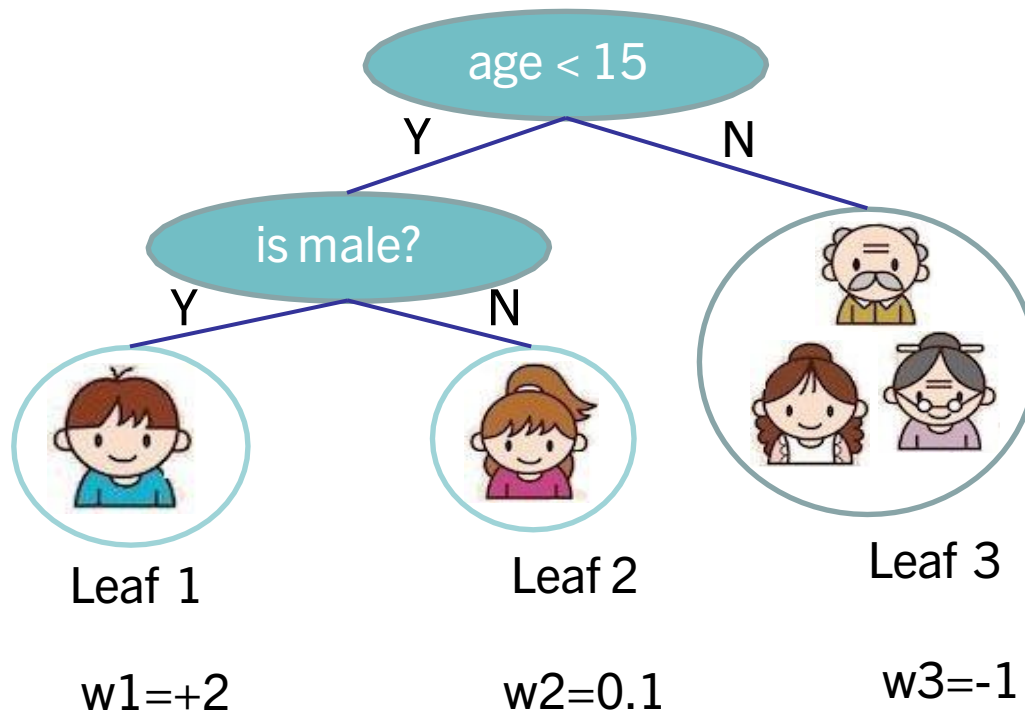 age < 15
Y
N
is male?
Y
N
Leaf 1
Leaf 2
Leaf 3
w1=+2
w2=0.1
w3=-1